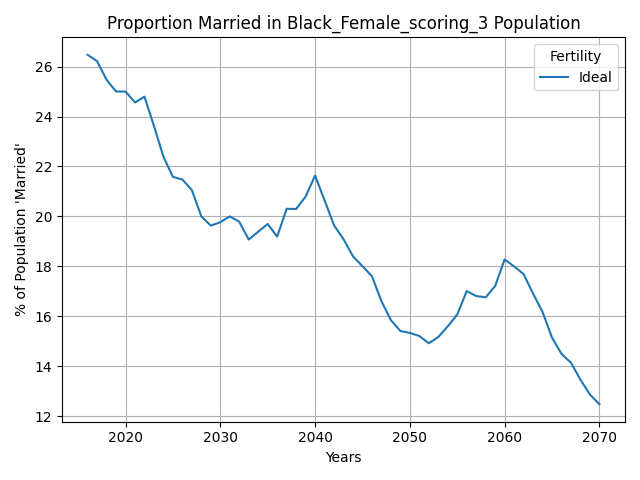 Proportion Married in Black_Female_scoring_3 Population
Fertility
Ideal
% of Population 'Married'
26
24
22
20
18
16
14
12
2020 2030 2040 2050 2060 2070
Years